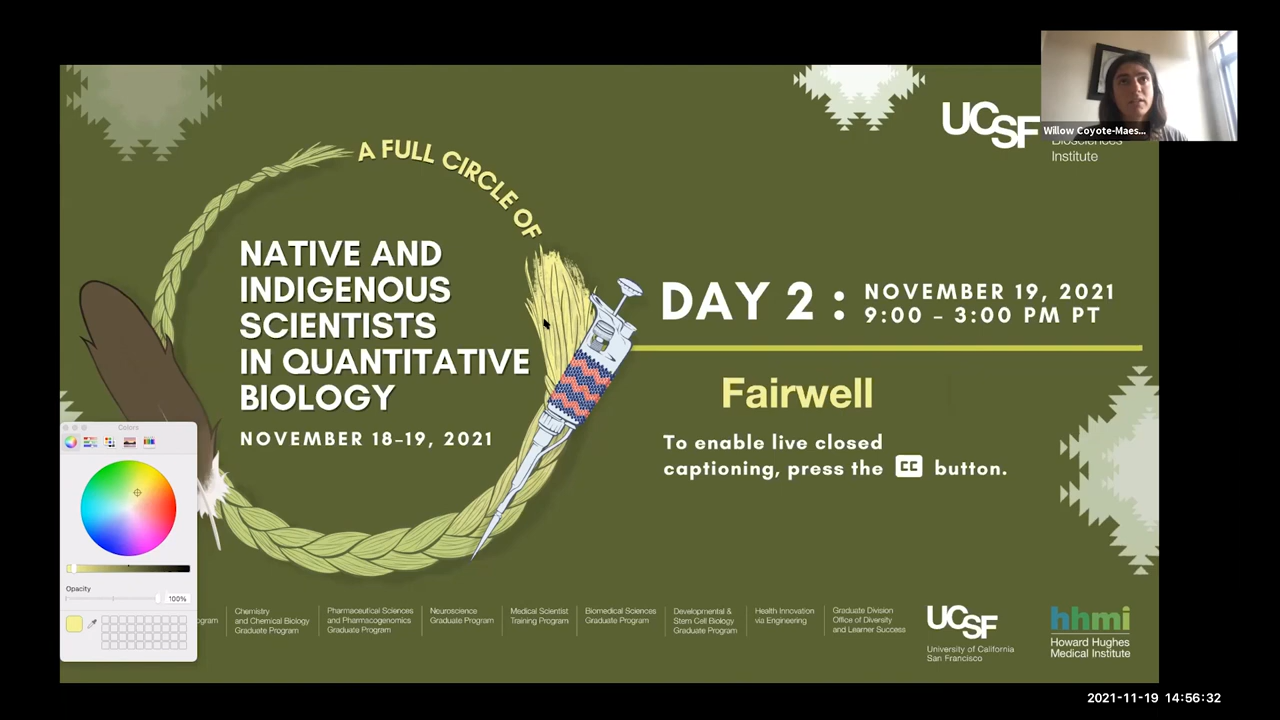 A FULL CIRCLE OF
NATIVE AND
INDIGENOUS
SCIENTISTS
IN QUANTITATIVE
BIOLOGY
NOVEMBER 18–19, 2021
UCSF
Biosciences
Institute
Willow Coyote-Maes...
DAY 2 :
NOVEMBER 19, 2021
9:00 – 3:00 PM PT
Fairwell
To enable live closed
captioning, press the CC button.
Colors
Opacity
100%
ogram
Chemistry
and Chemical Biology
Graduate Program
Pharmaceutical Sciences
and Pharmacogenomics
Graduate Program
Neuroscience
Graduate Program
Medical Scientist
Training Program
Biomedical Sciences
Graduate Program
Developmental &
Stem Cell Biology
Graduate Program
Health Innovation
via Engineering
Graduate Division
Office of Diversity
and Learner Success
UCSF
University of California
San Francisco
hhmi
Howard Hughes
Medical Institute
2021-11-19 14:56:32